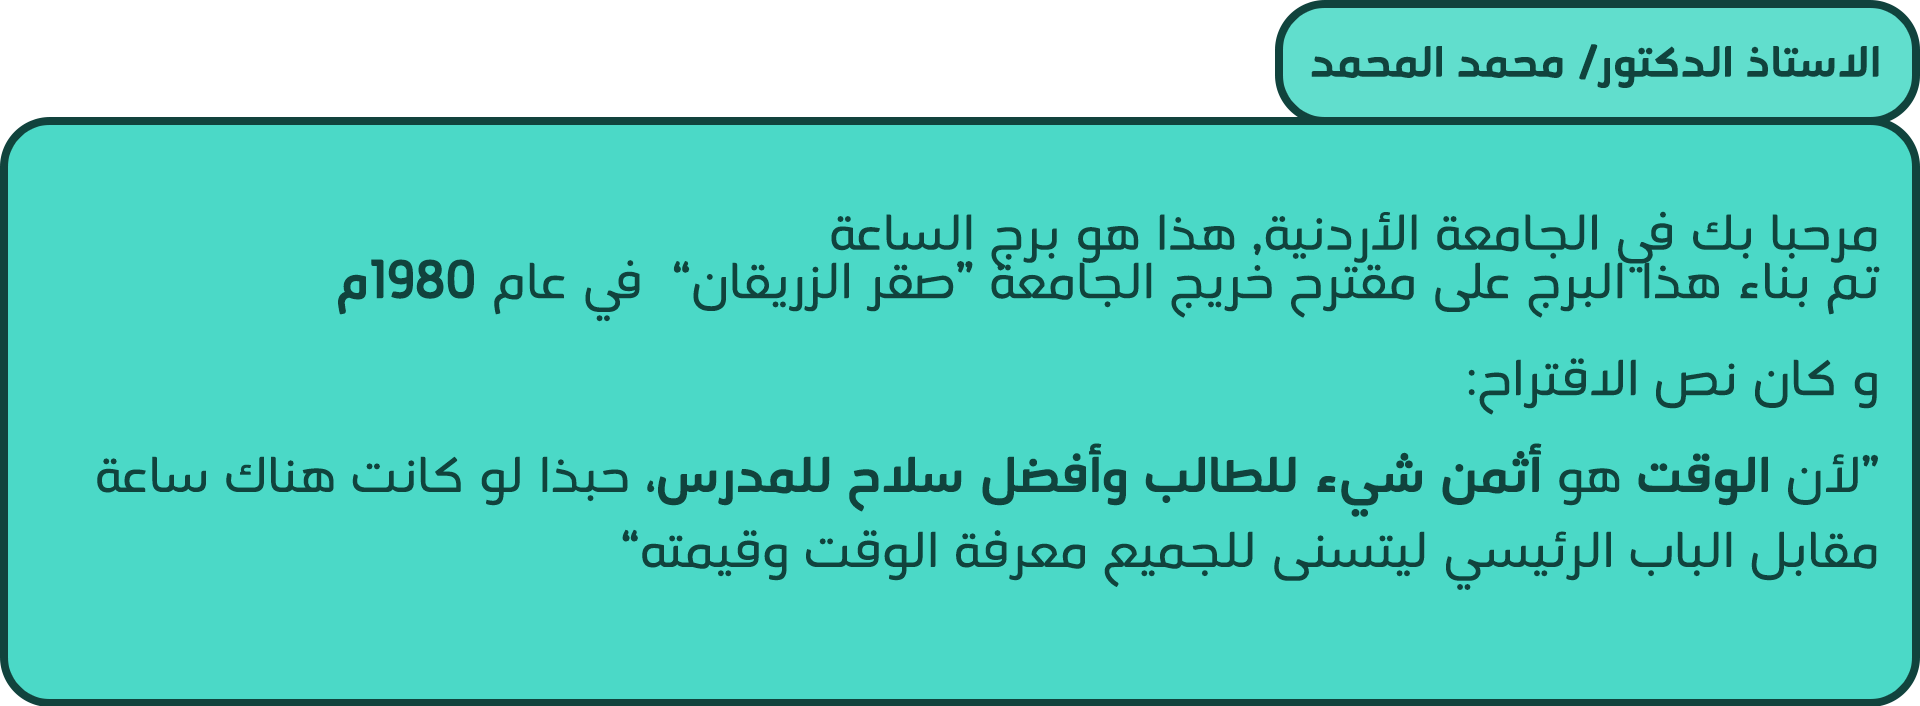 الاستاذ الدكتور/ محمد المحمد
مرحبا بك في الجامعة الأردنية, هذا هو برج الساعة
تم بناء هذا البرج على مقترح خريج الجامعة ”صقر الزريقان“ في عام 1980م
و كان نص الاقتراح:
”لأن الوقت هو أثمن شيء للطالب وأفضل سلاح للمدرس، حبذا لو كانت هناك ساعة
مقابل الباب الرئيسي ليتسنى للجميع معرفة الوقت وقيمته“